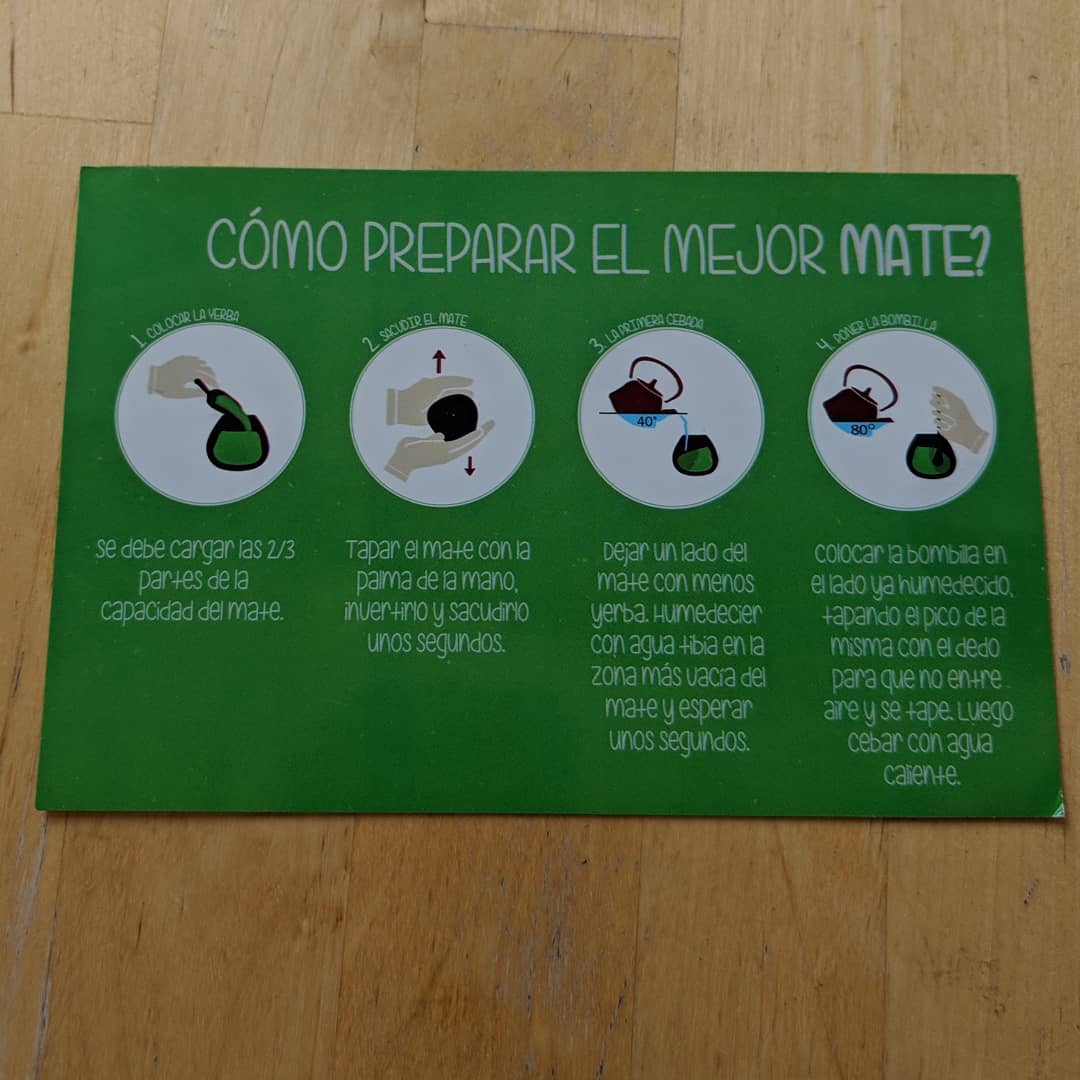 CÓMO PREPARAR EL MEJOR MATE?
1. COLOCAR LA YERBA
se debe cargar las 2/3
partes de la
capacidad del mate.
2. SACUDIR EL MATE
Tapar el mate con la
palma de la mano,
invertirlo y sacudirlo
unos segundos.
3. LA PRIMERA CEBADA
40°
Dejar un lado del
mate con menos
yerba. Humedecier
con agua tibia en la
zona más vacía del
mate y esperar
unos segundos.
4. PONER LA BOMBILLA
80°
colocar la bombilla en
el lado ya humedecido,
tapando el pico de la
misma con el dedo
para que no entre
aire y se tape. Luego
cebar con agua
caliente.